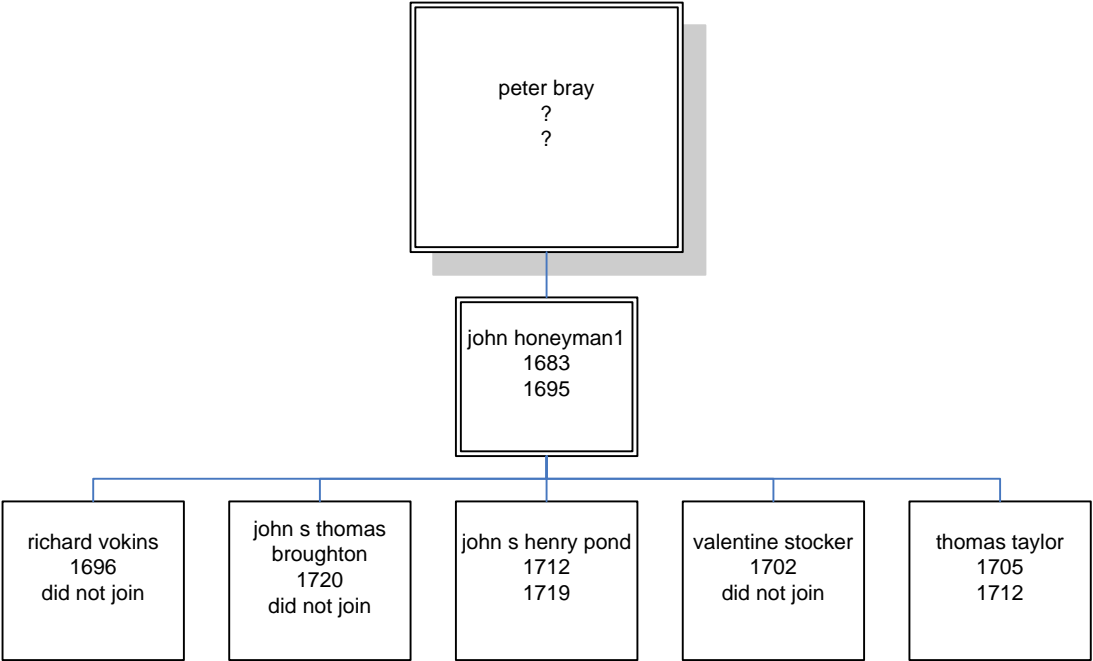 peter bray
?
?
john honeyman1
1683
1695
richard vokins
1696
did not join
john s thomas
broughton
1720
did not join
john s henry pond
1712
1719
valentine stocker
1702
did not join
thomas taylor
1705
1712